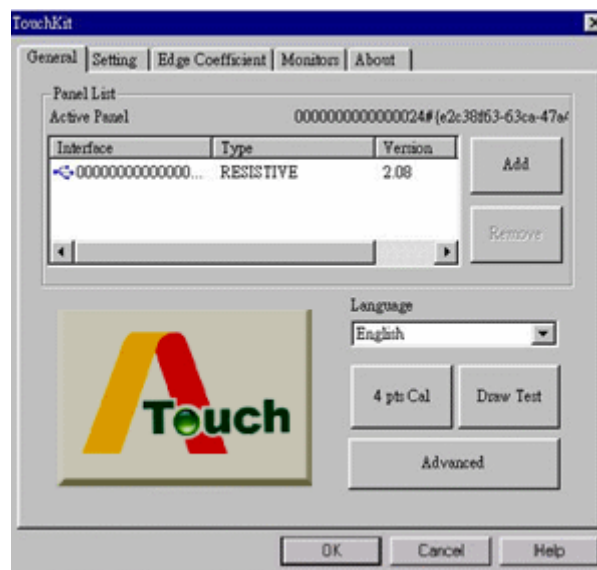 TouchKit
General Setting Edge Coefficient Monitors About
Panel List
Active Panel 0000000000000024#{e2c38f63-63ca-47a
Interface Type Version
00000000000000... RESISTIVE 2.08
Add
Remove
Language
English
Touch
4 pts Cal Draw Test
Advanced
OK Cancel Help